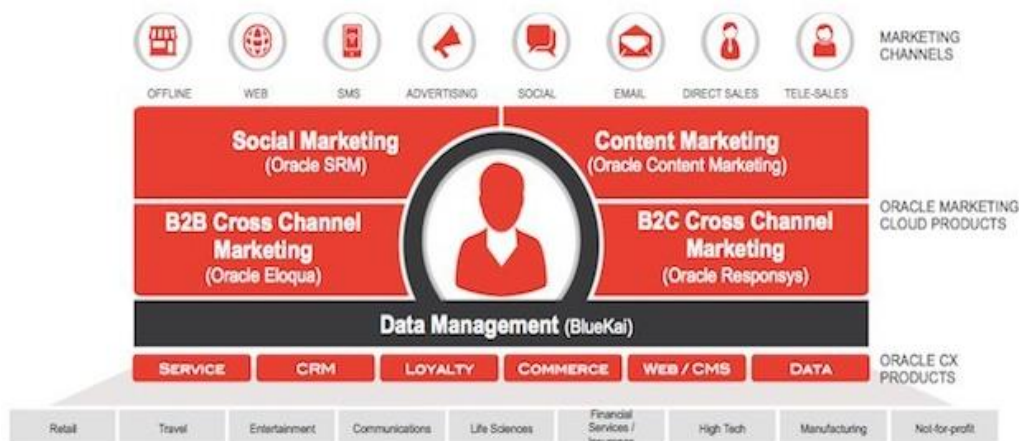 MARKETING
CHANNELS
OFFLINE WEB SMS ADVERTISING SOCIAL EMAIL DIRECT SALES TELE-SALES
Social Marketing
(Oracle SRM)
Content Marketing
(Oracle Content Marketing)
B2B Cross Channel
Marketing
(Oracle Eloqua)
B2C Cross Channel
Marketing
(Oracle Responsys)
ORACLE MARKETING
CLOUD PRODUCTS
Data Management (BlueKai)
SERVICE CRM LOYALTY COMMERCE WEB / CMS DATA
ORACLE CX
PRODUCTS
Retail Travel Entertainment Communications Life Sciences
Financial
Services /
Insurance
High Tech Manufacturing Not-for-profit